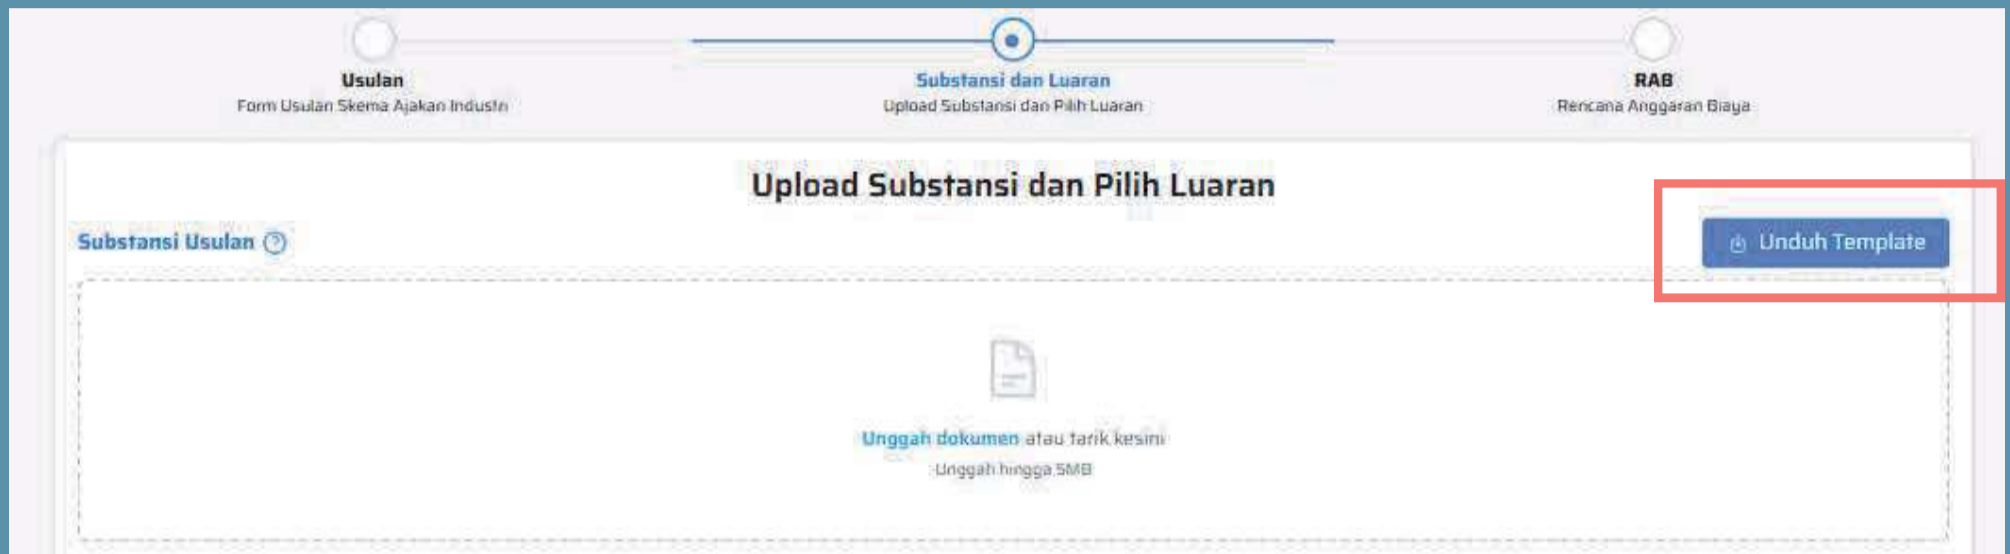 Usulan
Form Usulan Skema Ajakan Industri
Substansi dan Luaran
Upload Substansi dan Pilih Luaran
RAB
Rencana Anggaran Biaya
Upload Substansi dan Pilih Luaran
Substansi Usulan
Unduh Template
Unggah dokumen atau tarik kesini
Unggah hingga 5MB